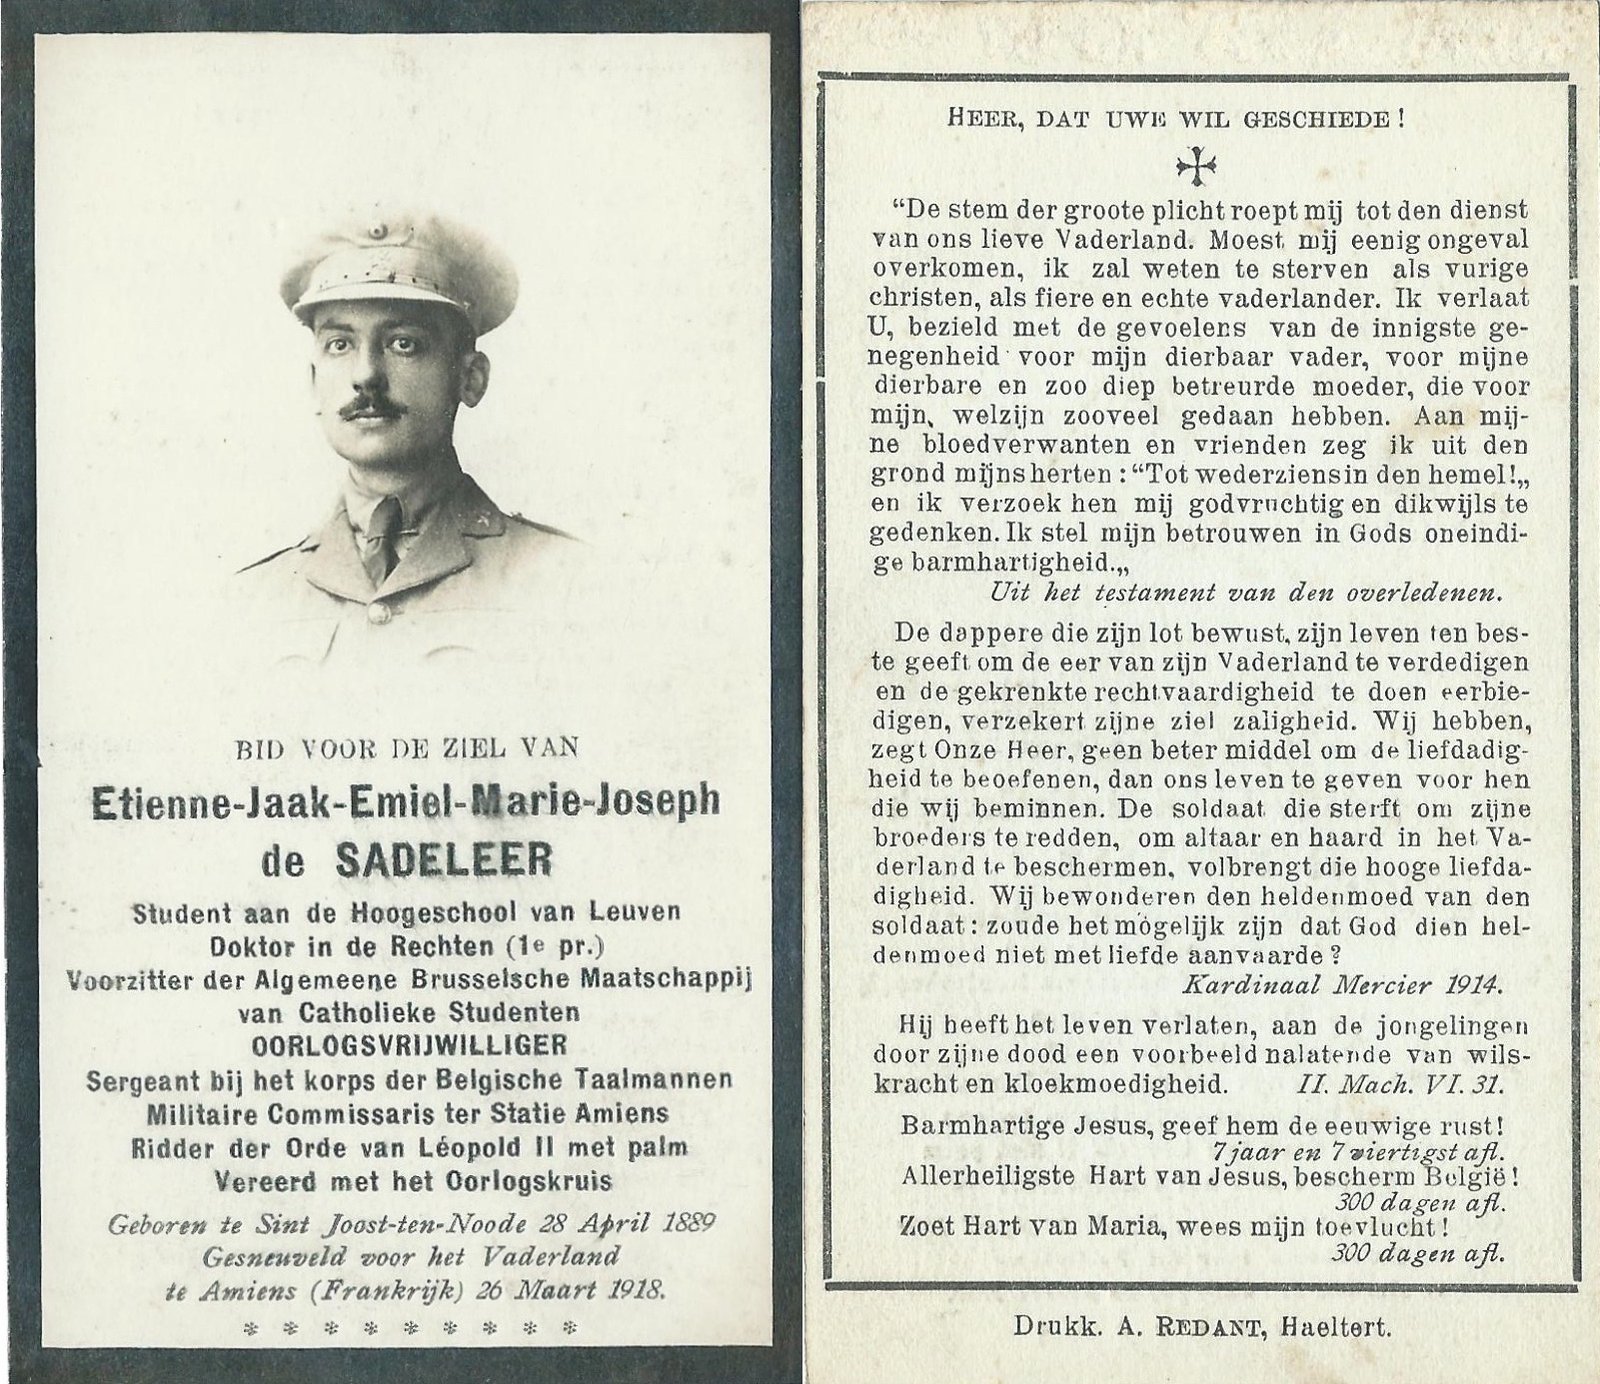 BID VOOR DE ZIEL VAN
Etienne-Jaak-Emiel-Marie-Joseph
de SADELEER
Student aan de Hoogeschool van Leuven
Doktor in de Rechten (1e pr.)
Voorzitter der Algemeene Brusselsche Maatschappij
van Catholieke Studenten
OORLOGSVRIJWILLIGER
Sergeant bij het korps der Belgische Taalmannen
Militaire Commissaris ter Statie Amiens
Ridder der Orde van Léopold II met palm
Vereerd met het Oorlogskruis
Geboren te Sint Joost-ten-Noode 28 April 1889
Gesneuveld voor het Vaderland
te Amiens (Frankrijk) 26 Maart 1918.
* * * * * * * * *
HEER, DAT UWE WIL GESCHIEDE !
“De stem der groote plicht roept mij tot den dienst
van ons lieve Vaderland. Moest mij eenig ongeval
overkomen, ik zal weten te sterven als vurige
christen, als fiere en echte vaderlander. Ik verlaat
U, bezield met de gevoelens van de innigste ge-
negenheid voor mijn dierbaar vader, voor mijne
dierbare en zoo diep betreurde moeder, die voor
mijn, welzijn zooveel gedaan hebben. Aan mij-
ne bloedverwanten en vrienden zeg ik uit den
grond mijns herten : “Tot wederziens in den hemel!„
en ik verzoek hen mij godvruchtig en dikwijls te
gedenken. Ik stel mijn betrouwen in Gods oneindi-
ge barmhartigheid.„
Uit het testament van den overledenen.
De dappere die zijn lot bewust, zijn leven ten bes-
te geeft om de eer van zijn Vaderland te verdedigen
en de gekrenkte rechtvaardigheid te doen eerbie-
digen, verzekert zijne ziel zaligheid. Wij hebben,
zegt Onze Heer, geen beter middel om de liefdadig-
heid te beoefenen, dan ons leven te geven voor hen
die wij beminnen. De soldaat die sterft om zijne
broeders te redden, om altaar en haard in het Va-
derland te beschermen, volbrengt die hooge liefda-
digheid. Wij bewonderen den heldenmoed van den
soldaat : zoude het mogelijk zijn dat God dien hel-
denmoed niet met liefde aanvaarde ?
Kardinaal Mercier 1914.
Hij heeft het leven verlaten, aan de jongelingen
door zijne dood een voorbeeld nalatende van wils-
kracht en kloekmoedigheid. II. Mach. VI. 31.
Barmhartige Jesus, geef hem de eeuwige rust !
7 jaar en 7 viertigst afl.
Allerheiligste Hart van Jesus, bescherm België !
300 dagen afl.
Zoet Hart van Maria, wees mijn toevlucht !
300 dagen afl.
Drukk. A. REDANT, Haeltert.